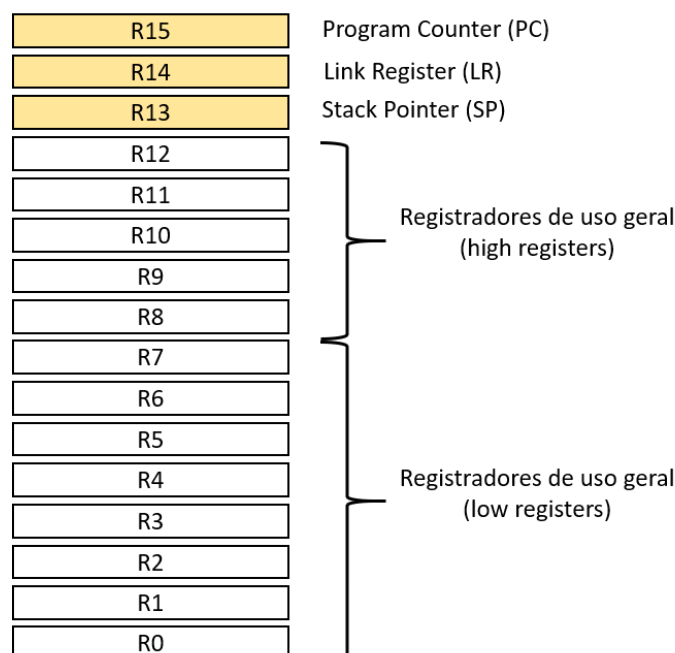 R15 Program Counter (PC)
R14 Link Register (LR)
R13 Stack Pointer (SP)
R12
R11
R10
Registradores de uso geral
(high registers)
R9
R8
R7
R6
R5
R4
Registradores de uso geral
(low registers)
R3
R2
R1
R0